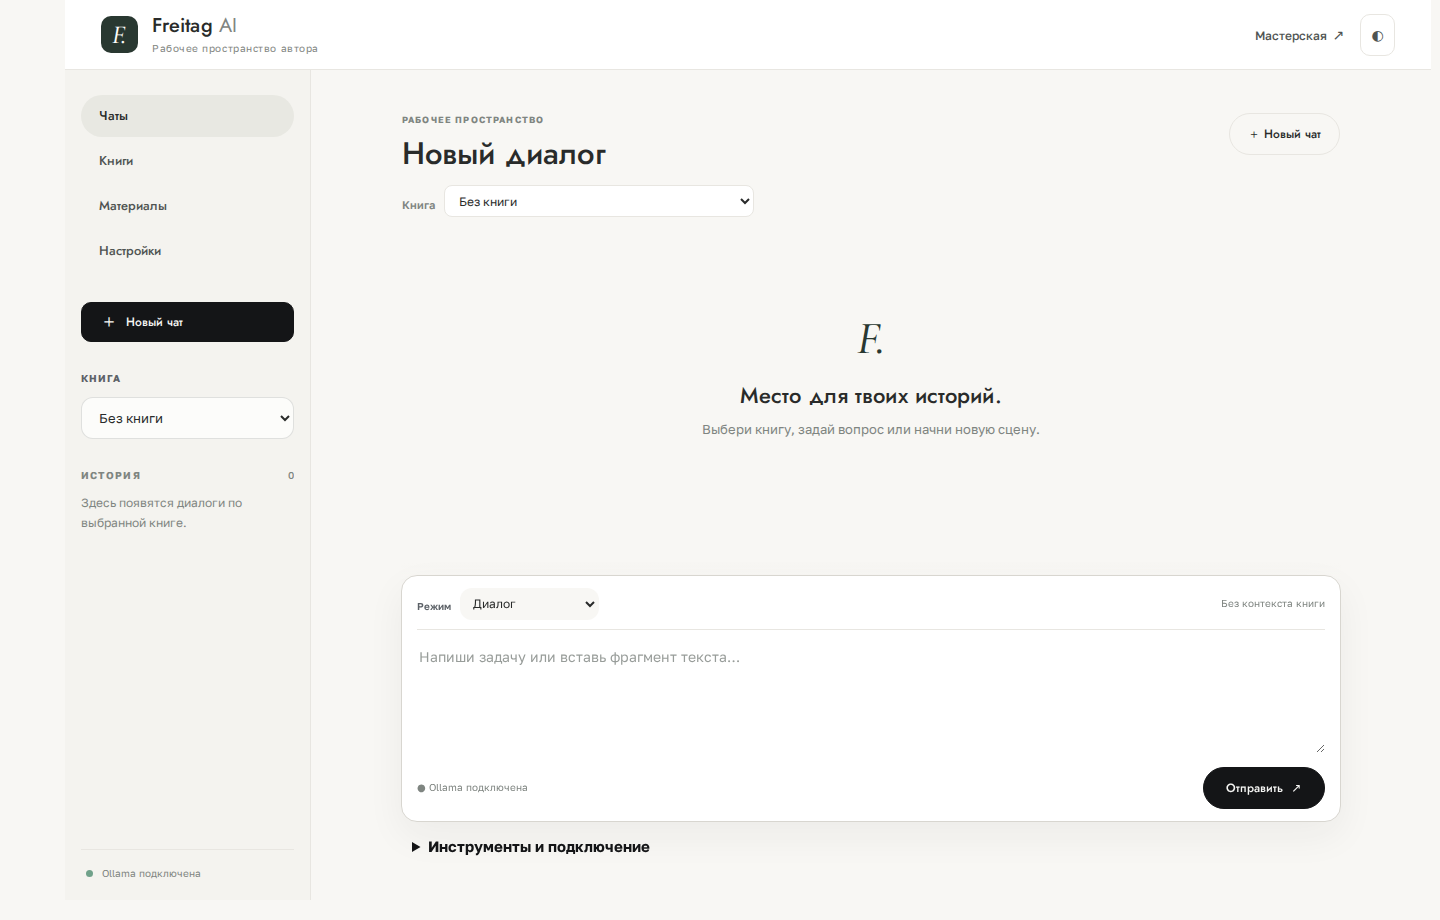 F.
Freitag AI
Рабочее пространство автора
Мастерская ↗
Чаты
Книги
Материалы
Настройки
+ Новый чат
КНИГА
Без книги
ИСТОРИЯ 0
Здесь появятся диалоги по
выбранной книге.
Ollama подключена
РАБОЧЕЕ ПРОСТРАНСТВО
Новый диалог
+ Новый чат
Книга Без книги
F.
Место для твоих историй.
Выбери книгу, задай вопрос или начни новую сцену.
Режим Диалог Без контекста книги
Напиши задачу или вставь фрагмент текста...
Ollama подключена
Отправить ↗
Инструменты и подключение